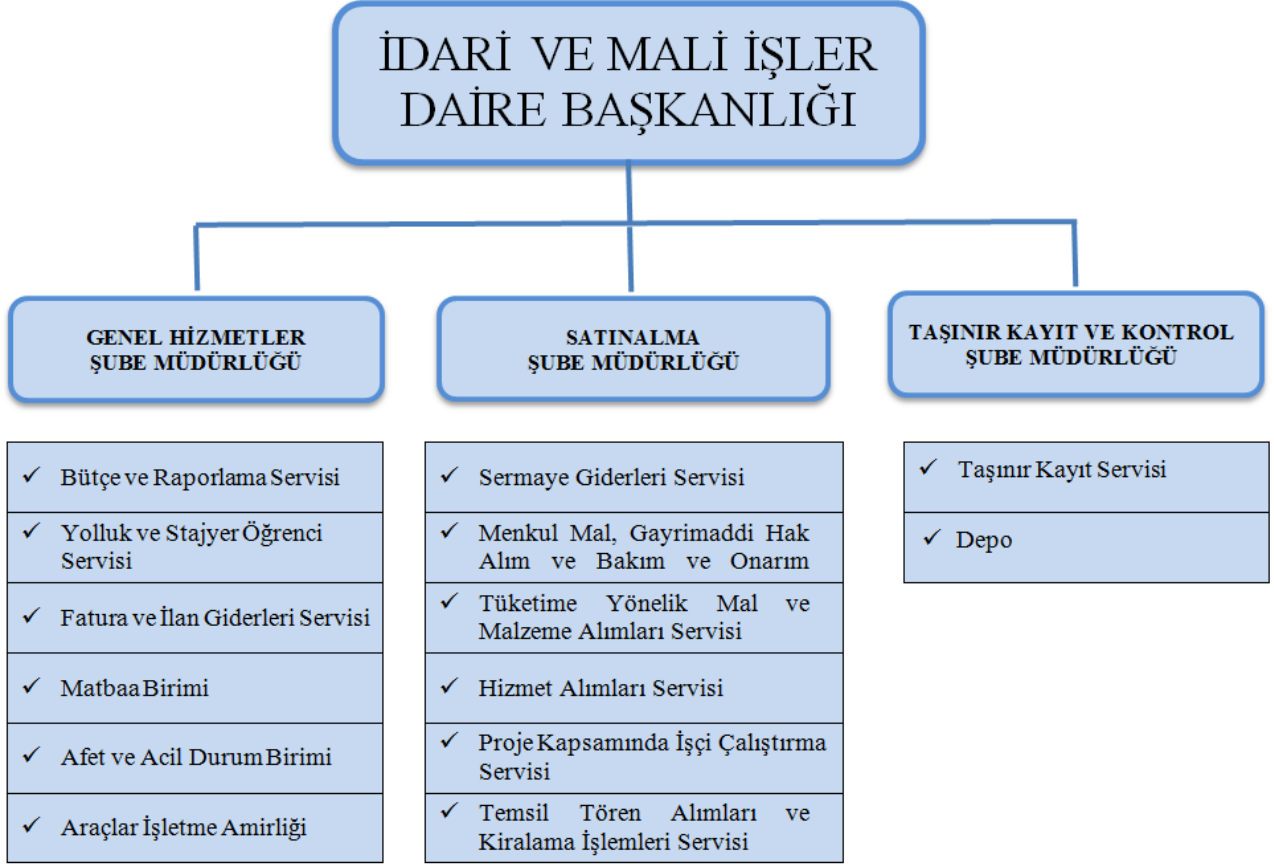 İDARİ VE MALİ İŞLER
DAİRE BAŞKANLIĞI
GENEL HİZMETLER
ŞUBE MÜDÜRLÜĞÜ
✓ Bütçe ve Raporlama Servisi
✓ Yolluk ve Stajyer Öğrenci
Servisi
✓ Fatura ve İlan Giderleri Servisi
✓ Matbaa Birimi
✓ Afet ve Acil Durum Birimi
✓ Araçlar İşletme Amirliği
SATINALMA
ŞUBE MÜDÜRLÜĞÜ
✓ Sermaye Giderleri Servisi
✓ Menkul Mal, Gayrimaddi Hak
Alım ve Bakım ve Onarım
✓ Tüketime Yönelik Mal ve
Malzeme Alımları Servisi
✓ Hizmet Alımları Servisi
✓ Proje Kapsamında İşçi Çalıştırma
Servisi
✓ Temsil Tören Alımları ve
Kiralama İşlemleri Servisi
TAŞINIR KAYIT VE KONTROL
ŞUBE MÜDÜRLÜĞÜ
✓ Taşınır Kayıt Servisi
✓ Depo